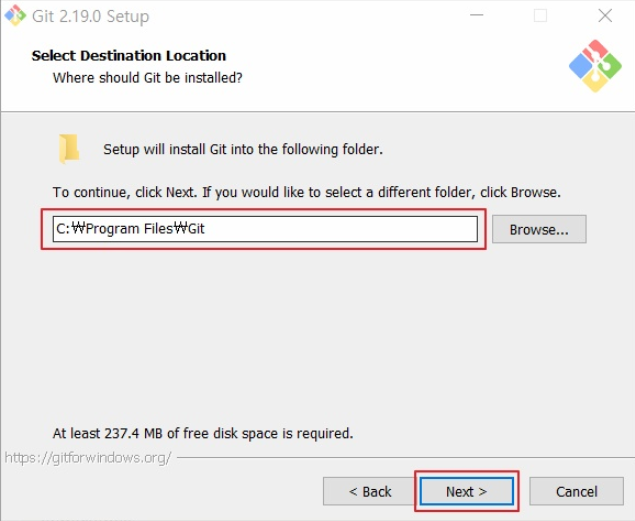 Git 2.19.0 Setup
Select Destination Location
Where should Git be installed?
Setup will install Git into the following folder.
To continue, click Next. If you would like to select a different folder, click Browse.
C:₩Program Files₩Git
Browse...
At least 237.4 MB of free disk space is required.
https://gitforwindows.org/
< Back
Next >
Cancel